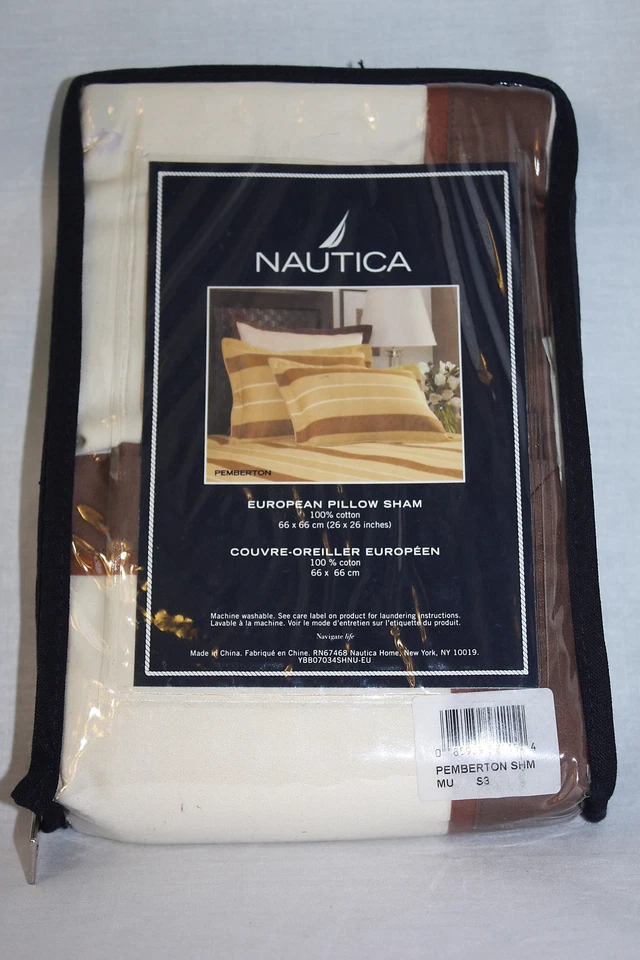 NAUTICA
PEMBERTON
EUROPEAN PILLOW SHAM
100% cotton
66 x 66 cm (26 x 26 inches)
COUVRE-OREILLER EUROPÉEN
100 % coton
66 x 66 cm
Machine washable. See care label on product for laundering instructions.
Lavable à la machine. Voir le mode d'entretien sur l'etiquette du produit.
Navigate life
Made in China. Fabriqué en Chine. RN67468 Nautica Home, New York, NY 10019.
YBB07034SHNU-EU
PEMBERTON SHM
MU S3